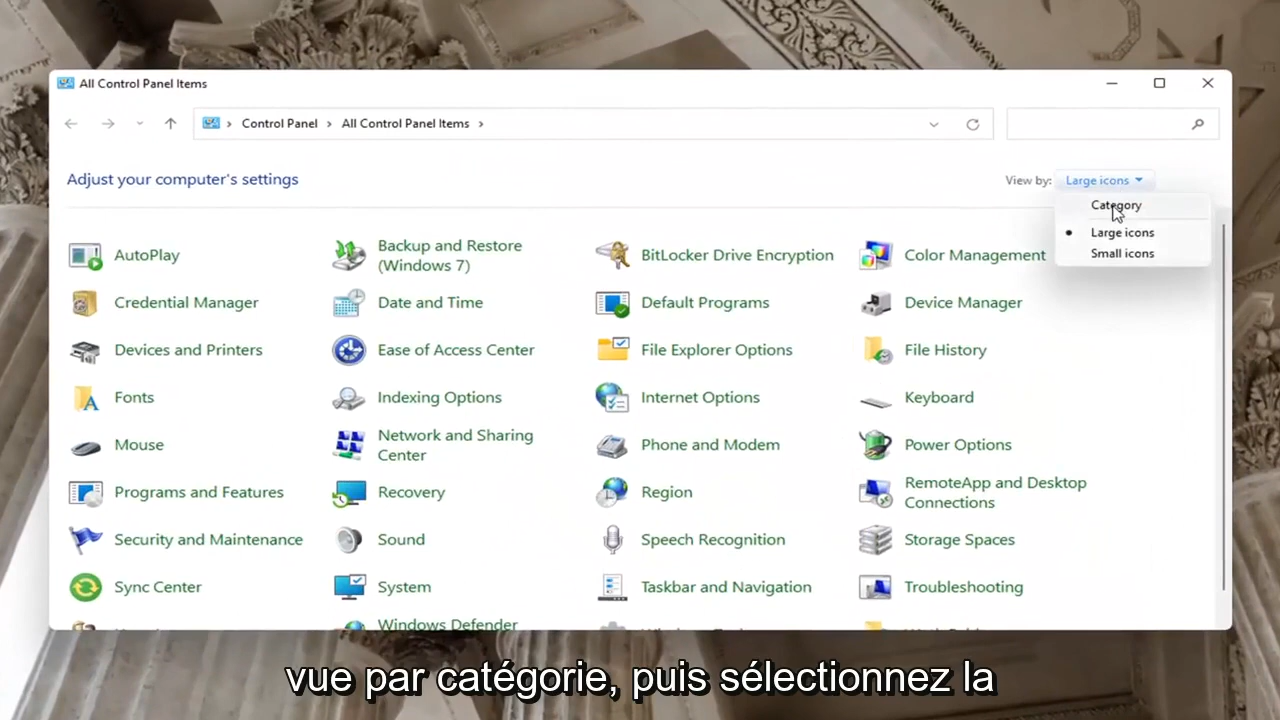 All Control Panel Items
Control Panel
All Control Panel Items
Adjust your computer's settings
View by:
Large icons
Category
Large icons
Small icons
AutoPlay
Backup and Restore
(Windows 7)
BitLocker Drive Encryption
Color Management
Credential Manager
Date and Time
Default Programs
Device Manager
Devices and Printers
Ease of Access Center
File Explorer Options
File History
Fonts
Indexing Options
Internet Options
Keyboard
Mouse
Network and Sharing
Center
Phone and Modem
Power Options
Programs and Features
Recovery
Region
RemoteApp and Desktop
Connections
Security and Maintenance
Sound
Speech Recognition
Storage Spaces
Sync Center
System
Taskbar and Navigation
Troubleshooting
Windows Defender
vue par catégorie, puis sélectionnez la